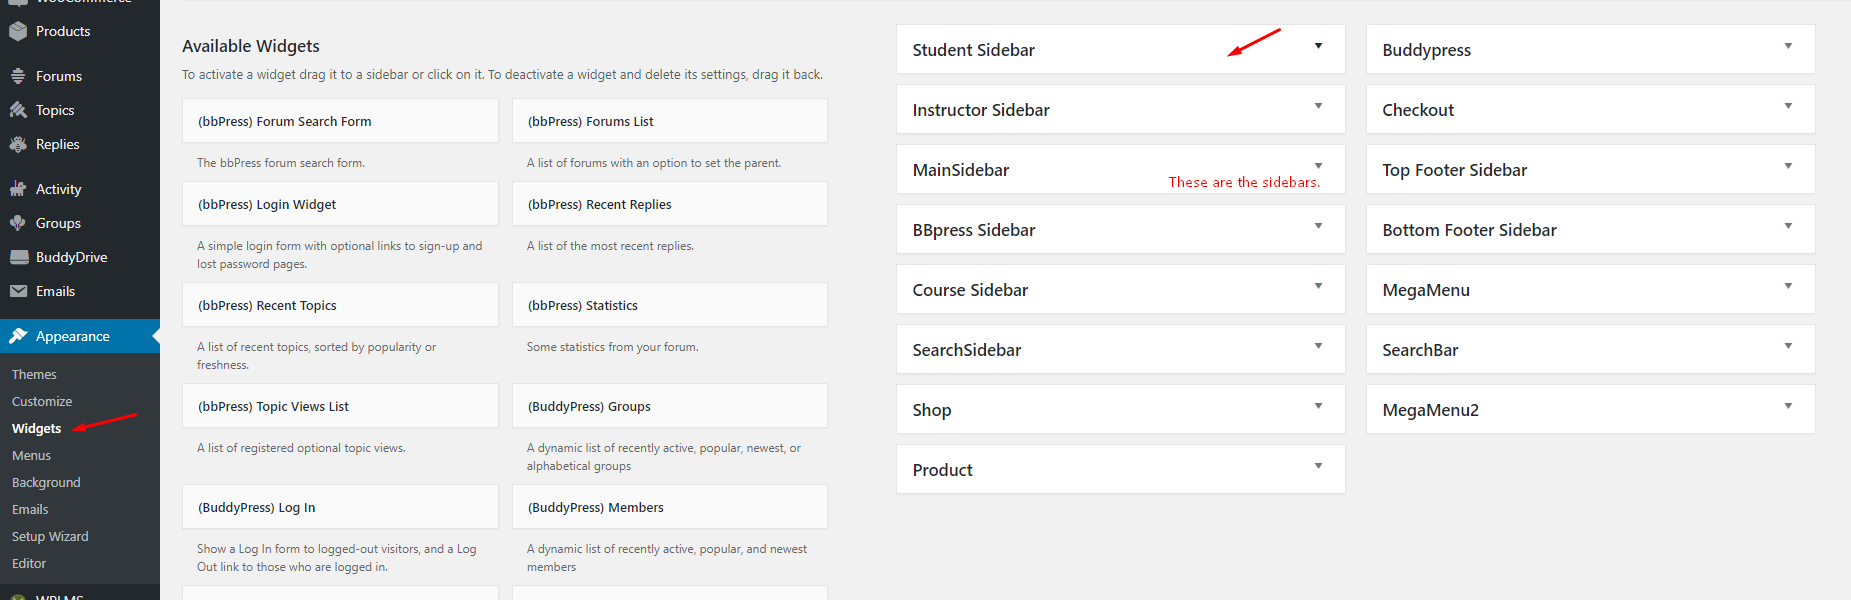 WooCommerce
Products
Forums
Topics
Replies
Activity
Groups
BuddyDrive
Emails
Appearance
Themes
Customize
Widgets
Menus
Background
Emails
Setup Wizard
Editor
WPLMS
Available Widgets
To activate a widget drag it to a sidebar or click on it. To deactivate a widget and delete its settings, drag it back.
(bbPress) Forum Search Form
The bbPress forum search form.
(bbPress) Forums List
A list of forums with an option to set the parent.
(bbPress) Login Widget
A simple login form with optional links to sign-up and
lost password pages.
(bbPress) Recent Replies
A list of the most recent replies.
(bbPress) Recent Topics
A list of recent topics, sorted by popularity or
freshness.
(bbPress) Statistics
Some statistics from your forum.
(bbPress) Topic Views List
A list of registered optional topic views.
(BuddyPress) Groups
A dynamic list of recently active, popular, newest, or
alphabetical groups
(BuddyPress) Log In
Show a Log In form to logged-out visitors, and a Log
Out link to those who are logged in.
(BuddyPress) Members
A dynamic list of recently active, popular, and newest
members
Student Sidebar
Instructor Sidebar
MainSidebar
These are the sidebars.
BBpress Sidebar
Course Sidebar
SearchSidebar
Shop
Product
Buddypress
Checkout
Top Footer Sidebar
Bottom Footer Sidebar
MegaMenu
SearchBar
MegaMenu2